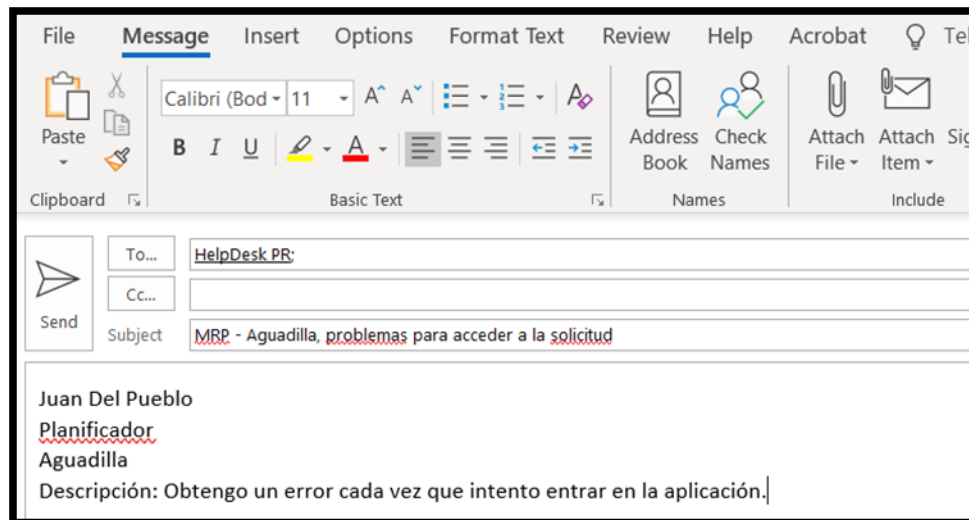 File Message Insert Options Format Text Review Help Acrobat
Calibri (Bod 11 A A A
Paste B I U A Address Check Attach Attach
Book Names File Item
Clipboard Basic Text Names Include
To... HelpDesk PR;
Cc...
Send
Subject MRP - Aguadilla, problemas para acceder a la solicitud
Juan Del Pueblo
Planificador
Aguadilla
Descripción: Obtengo un error cada vez que intento entrar en la aplicación.